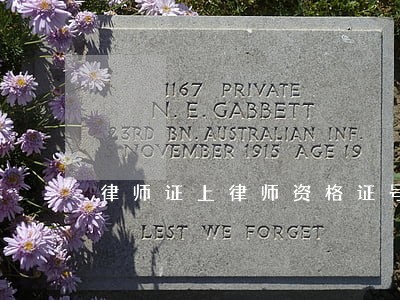 1167 PRIVATE
N. E. GABBETT
23RD BN. AUSTRALIAN INF.
NOVEMBER 1915 AGE 19
律师证上律师资格证号
LEST WE FORGET